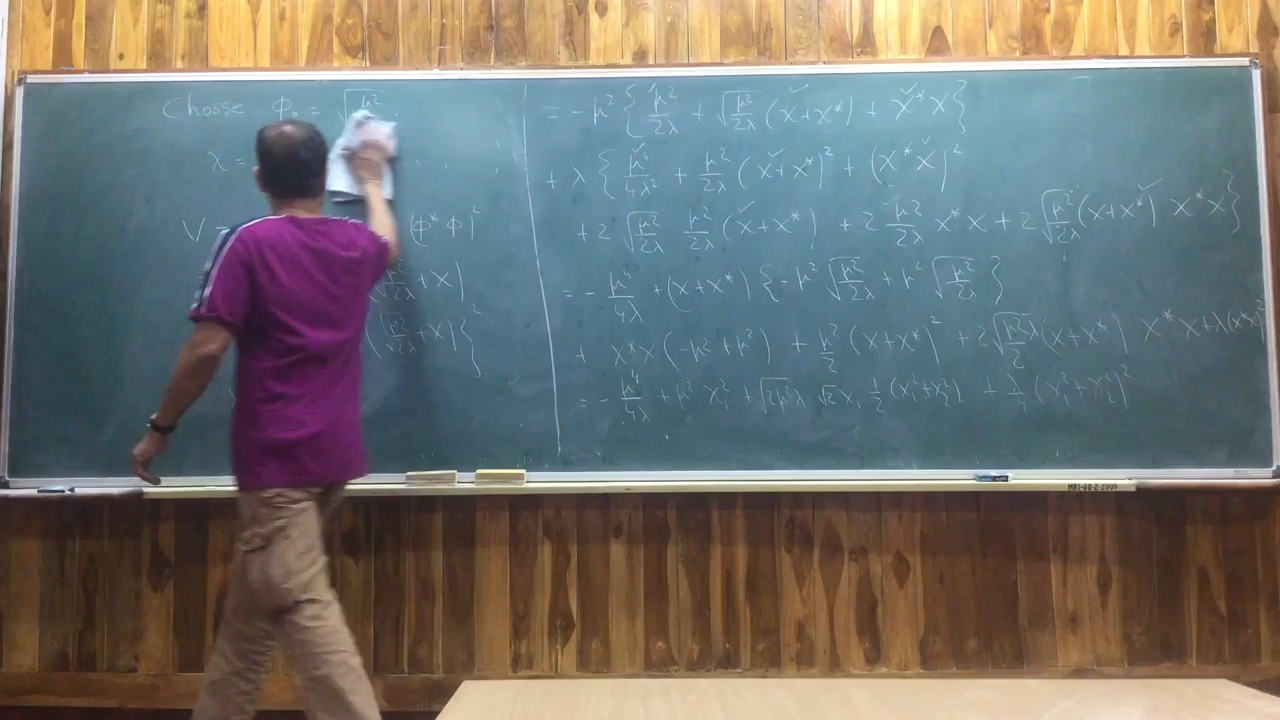 Choose ϕ₀ = √(μ²
χ =
V = (ϕ* ϕ)²
√(μ²/2λ) + χ)
(√(μ²/2λ) + χ)}²
= -μ² { μ²/2λ + √(μ²/2λ) (χ+χ*) + χ* χ }
+ λ { μ⁴/4λ² + μ²/2λ (χ+χ*)² + (χ* χ)²
+ 2 √(μ²/2λ) μ²/2λ (χ+χ*) + 2 μ²/2λ χ* χ + 2 √(μ²/2λ) (χ+χ*) χ* χ }
= - μ⁴/4λ + (χ+χ*) { -μ² √(μ²/2λ) + μ² √(μ²/2λ) }
+ χ* χ (-μ² + μ²) + μ²/2 (χ+χ*)² + 2 √(μ²/2) λ (χ+χ*) χ* χ + λ(χ*χ)²
= - μ⁴/4λ + μ² χ₁² + √(2μ²λ) √2 χ₁ 1/2 (χ₁²+χ₂²) + λ/4 (χ₁²+χ₂²)²